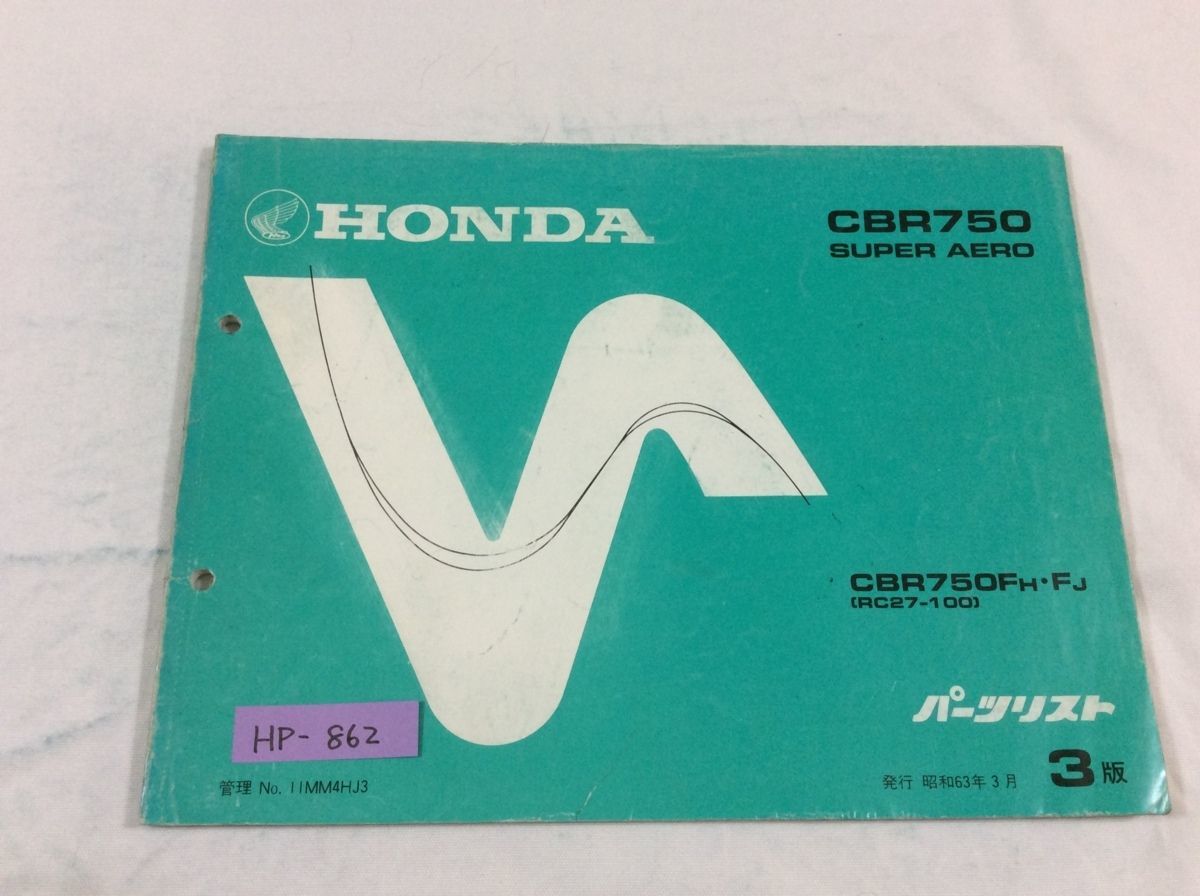 HONDA
CBR750
SUPER AERO
CBR750FH・FJ
(RC27-100)
パーツリスト
HP-862
管理 No. 11MM4HJ3
発行 昭和63年3月 3版